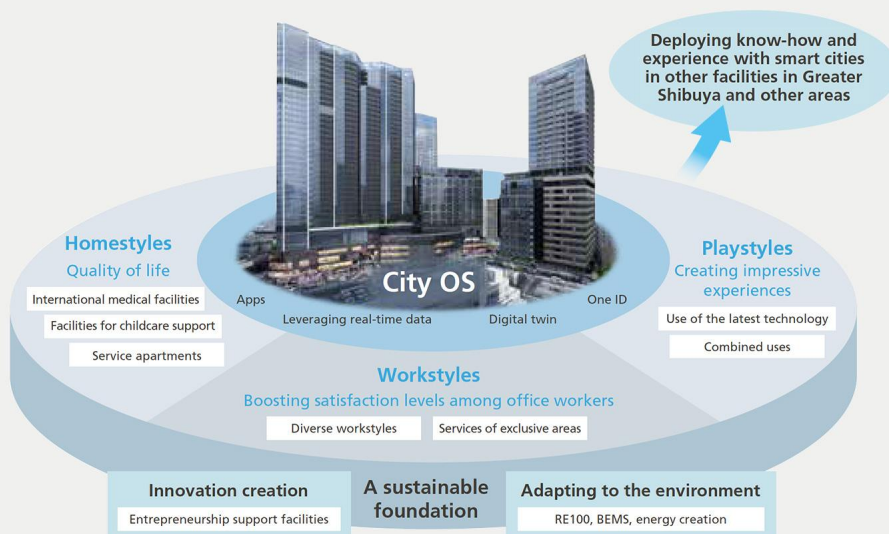 Deploying know-how and
experience with smart cities
in other facilities in Greater
Shibuya and other areas
Homestyles
Quality of life
International medical facilities
Facilities for childcare support
Service apartments
City OS
Apps
Leveraging real-time data
Digital twin
One ID
Playstyles
Creating impressive
experiences
Use of the latest technology
Combined uses
Workstyles
Boosting satisfaction levels among office workers
Diverse workstyles
Services of exclusive areas
Innovation creation
Entrepreneurship support facilities
A sustainable
foundation
Adapting to the environment
RE100, BEMS, energy creation